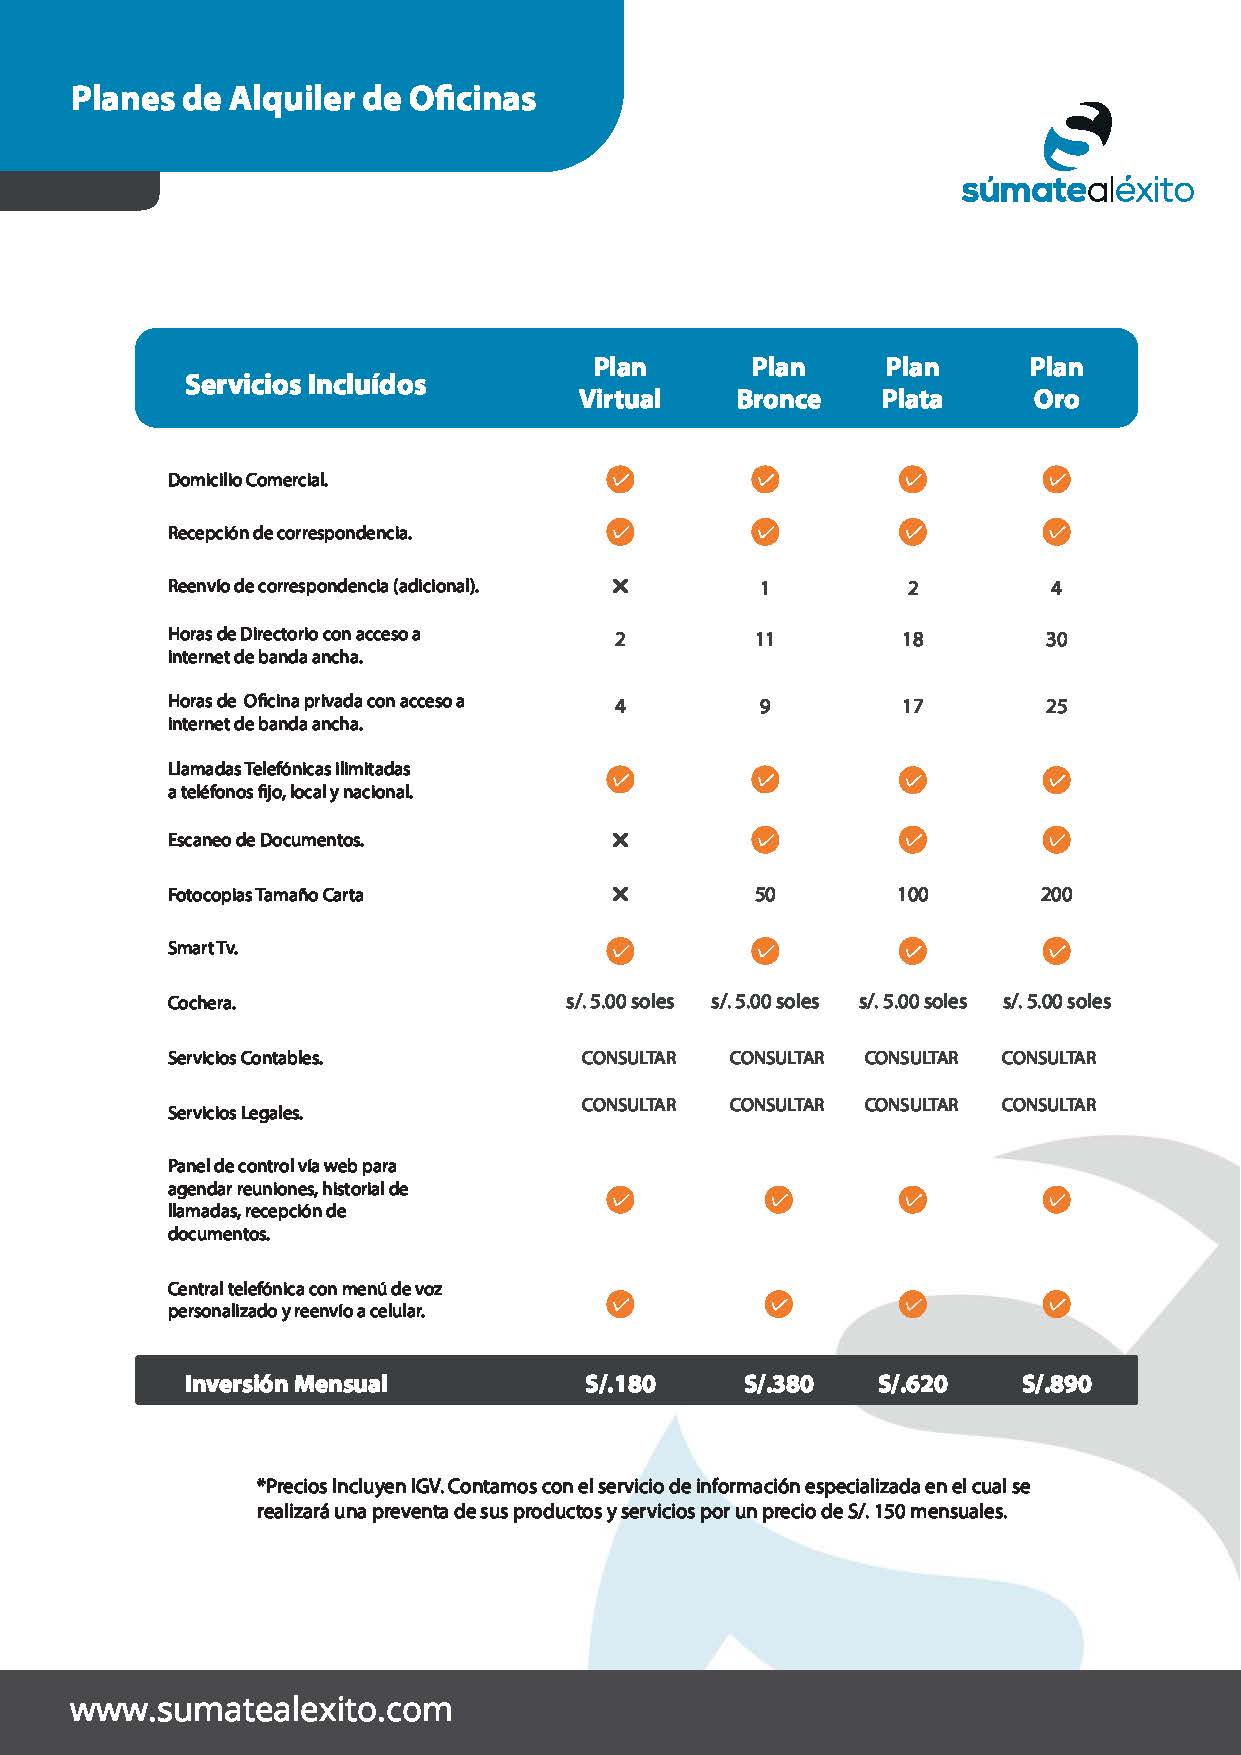 Planes de Alquiler de Oficinas
súmatealéxito
Servicios Incluídos
Plan Virtual
Plan Bronce
Plan Plata
Plan Oro
Domicilio Comercial.
Recepción de correspondencia.
Reenvío de correspondencia (adicional). 1 2 4
Horas de Directorio con acceso a
internet de banda ancha. 2 11 18 30
Horas de Oficina privada con acceso a
internet de banda ancha. 4 9 17 25
Llamadas Telefónicas ilimitadas
a teléfonos fijo, local y nacional.
Escaneo de Documentos.
Fotocopias Tamaño Carta 50 100 200
Smart Tv.
Cochera. s/. 5.00 soles s/. 5.00 soles s/. 5.00 soles s/. 5.00 soles
Servicios Contables. CONSULTAR CONSULTAR CONSULTAR CONSULTAR
Servicios Legales. CONSULTAR CONSULTAR CONSULTAR CONSULTAR
Panel de control vía web para
agendar reuniones, historial de
llamadas, recepción de
documentos.
Central telefónica con menú de voz
personalizado y reenvío a celular.
Inversión Mensual S/.180 S/.380 S/.620 S/.890
*Precios Incluyen IGV. Contamos con el servicio de información especializada en el cual se
realizará una preventa de sus productos y servicios por un precio de S/. 150 mensuales.
www.sumatealexito.com